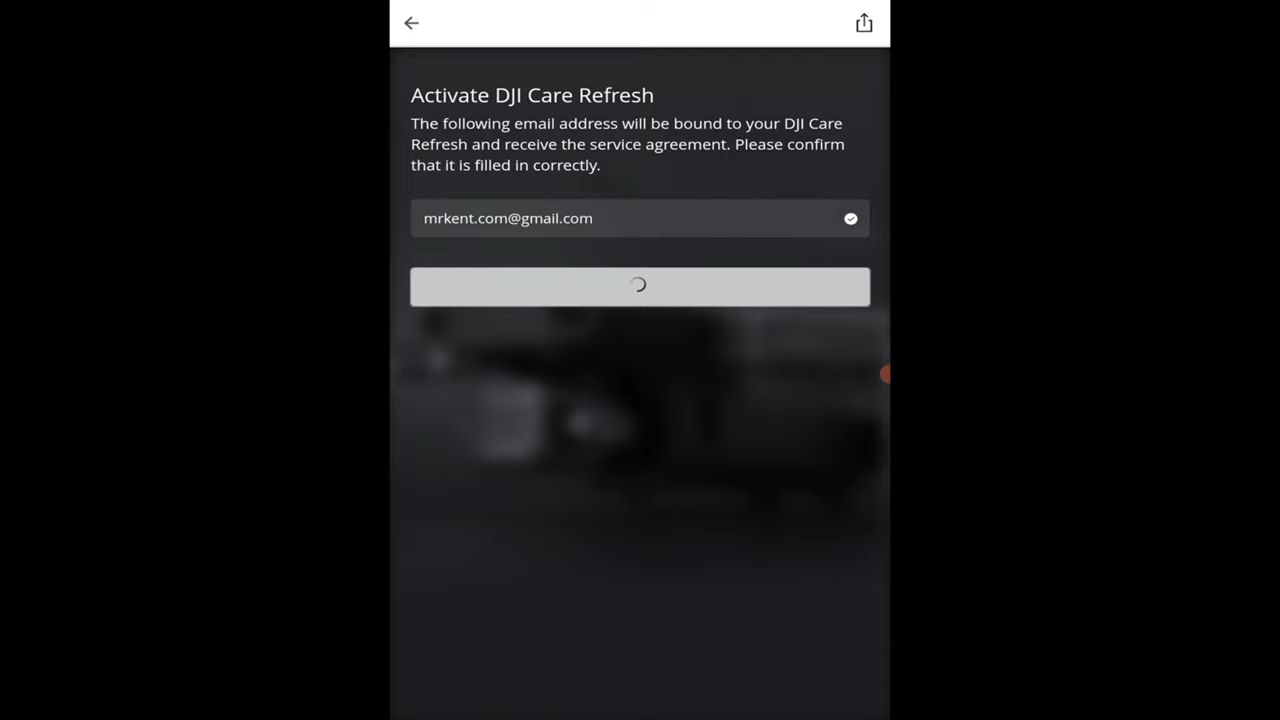 Activate DJI Care Refresh
The following email address will be bound to your DJI Care
Refresh and receive the service agreement. Please confirm
that it is filled in correctly.
mrkent.com@gmail.com